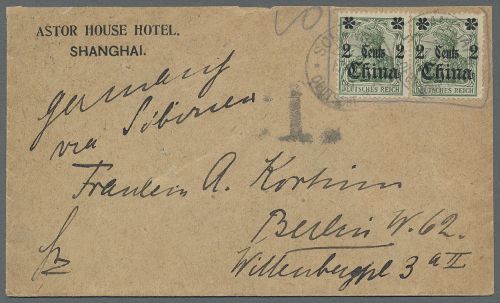 ASTOR HOUSE HOTEL,
SHANGHAI.
2 Cents 2
China
DEUTSCHES REICH
2 Cents 2
China
DEUTSCHES REICH
Germany
via Sibirien
1.
Fräulein A.
Berlin W. 62.
Wittenbergpl. 3a II